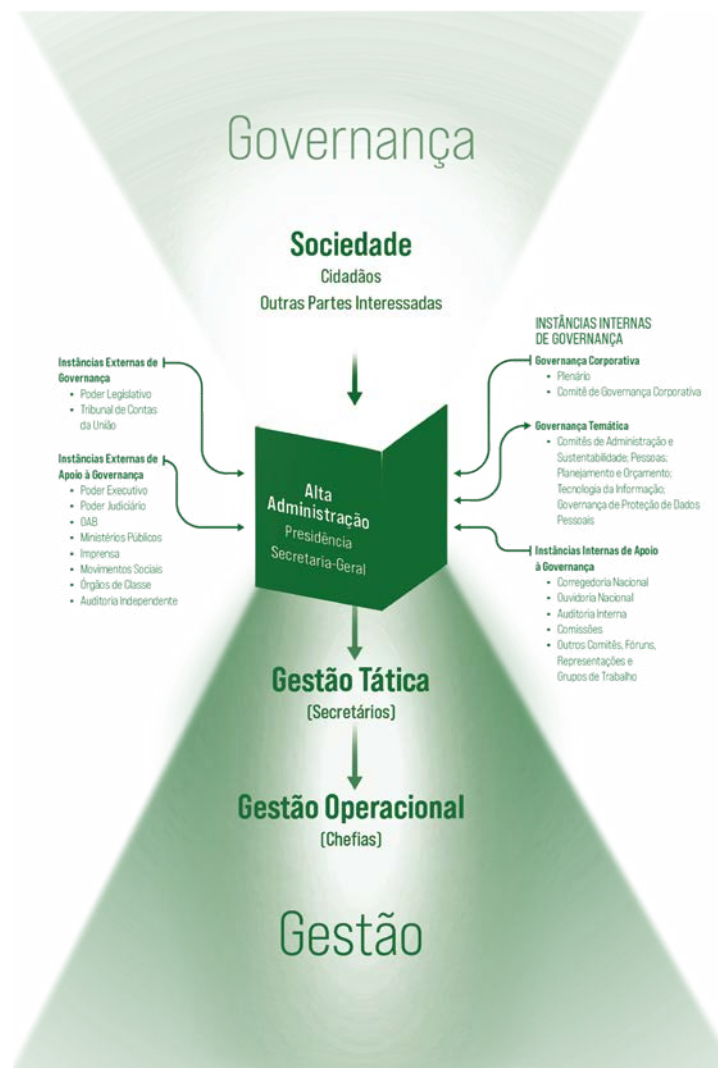 Governança
Sociedade
Cidadãos
Outras Partes Interessadas
Instâncias Externas de
Governança
• Poder Legislativo
• Tribunal de Contas
da União
Instâncias Externas de
Apoio à Governança
• Poder Executivo
• Poder Judiciário
• OAB
• Ministérios Públicos
• Imprensa
• Movimentos Sociais
• Órgãos de Classe
• Auditoria Independente
Alta
Administração
Presidência
Secretaria-Geral
INSTÂNCIAS INTERNAS
DE GOVERNANÇA
Governança Corporativa
• Plenário
• Comitê de Governança Corporativa
Governança Temática
• Comitês de Administração e
Sustentabilidade; Pessoas;
Planejamento e Orçamento;
Tecnologia da Informação;
Governança de Proteção de Dados
Pessoais
Instâncias Internas de Apoio
à Governança
• Corregedoria Nacional
• Ouvidoria Nacional
• Auditoria Interna
• Comissões
• Outros Comitês, Fóruns,
Representações e
Grupos de Trabalho
Gestão Tática
(Secretários)
Gestão Operacional
(Chefias)
Gestão